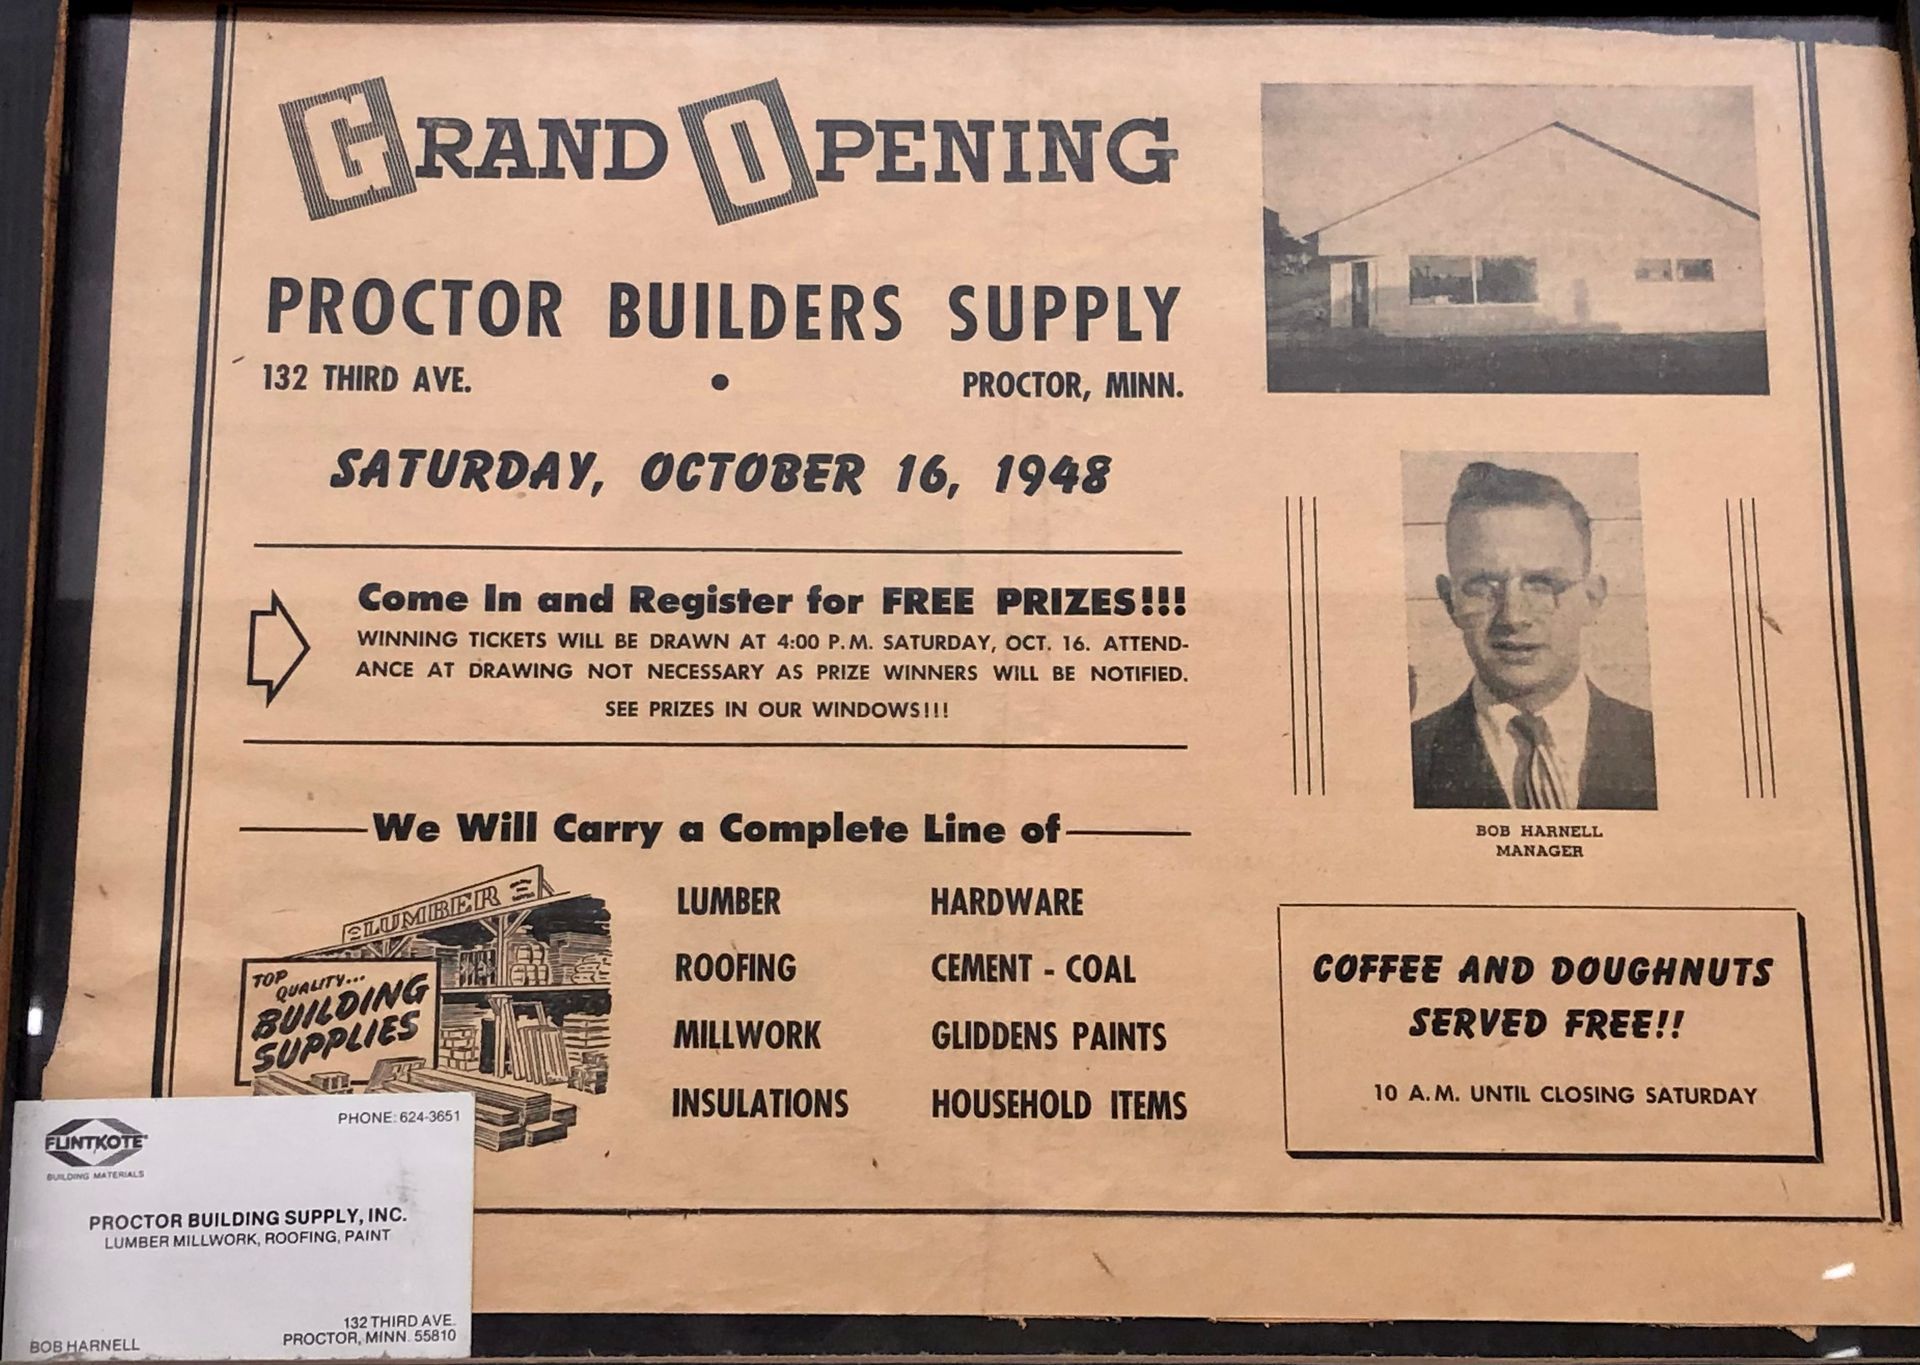 GRAND OPENING
PROCTOR BUILDERS SUPPLY
132 THIRD AVE. • PROCTOR, MINN.
SATURDAY, OCTOBER 16, 1948
Come In and Register for FREE PRIZES!!!
WINNING TICKETS WILL BE DRAWN AT 4:00 P.M. SATURDAY, OCT. 16. ATTEND-
ANCE AT DRAWING NOT NECESSARY AS PRIZE WINNERS WILL BE NOTIFIED.
SEE PRIZES IN OUR WINDOWS!!!
We Will Carry a Complete Line of
LUMBER
TOP
QUALITY...
BUILDING
SUPPLIES
LUMBER HARDWARE
ROOFING CEMENT - COAL
MILLWORK GLIDDENS PAINTS
INSULATIONS HOUSEHOLD ITEMS
BOB HARNELL
MANAGER
COFFEE AND DOUGHNUTS
SERVED FREE!!
10 A.M. UNTIL CLOSING SATURDAY
PHONE: 624-3651
FLINTKOTE
BUILDING MATERIALS
PROCTOR BUILDING SUPPLY, INC.
LUMBER MILLWORK, ROOFING, PAINT
132 THIRD AVE.
PROCTOR, MINN. 55810
BOB HARNELL